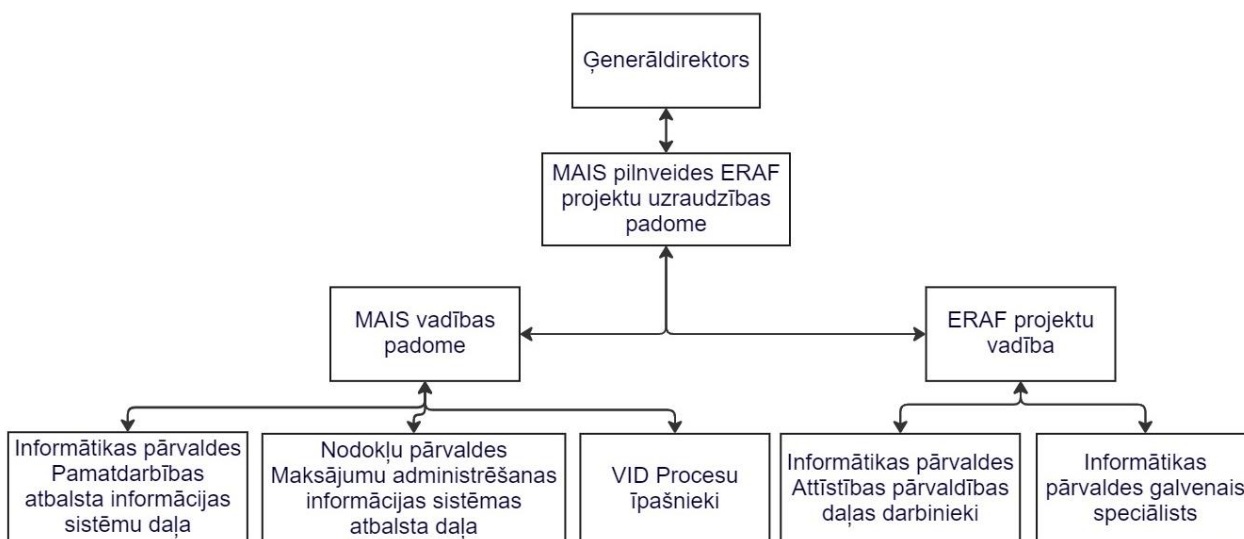 Ģenerāldirektors
MAIS pilnveides ERAF
projektu uzraudzības
padome
MAIS vadības
padome
ERAF projektu
vadība
Informātikas pārvaldes
Pamatdarbības
atbalsta informācijas
sistēmu daļa
Nodokļu pārvaldes
Maksājumu administrēšanas
informācijas sistēmas
atbalsta daļa
VID Procesu
īpašnieki
Informātikas pārvaldes
Attīstības pārvaldības
daļas darbinieki
Informātikas
pārvaldes galvenais
speciālists